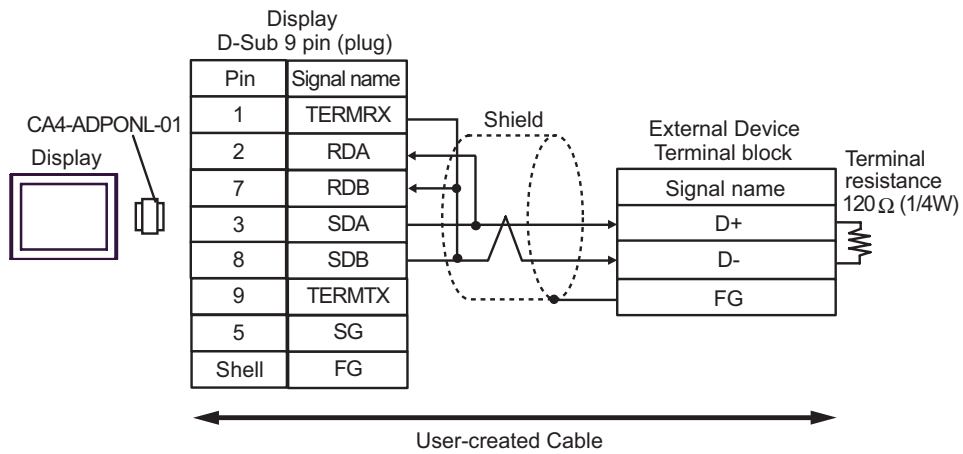 Display
D-Sub 9 pin (plug)
Pin Signal name
1 TERMRX
2 RDA
7 RDB
3 SDA
8 SDB
9 TERMTX
5 SG
Shell FG
CA4-ADPONL-01
Display
Shield
External Device
Terminal block
Signal name
D+
D-
FG
Terminal
resistance
120Ω (1/4W)
User-created Cable